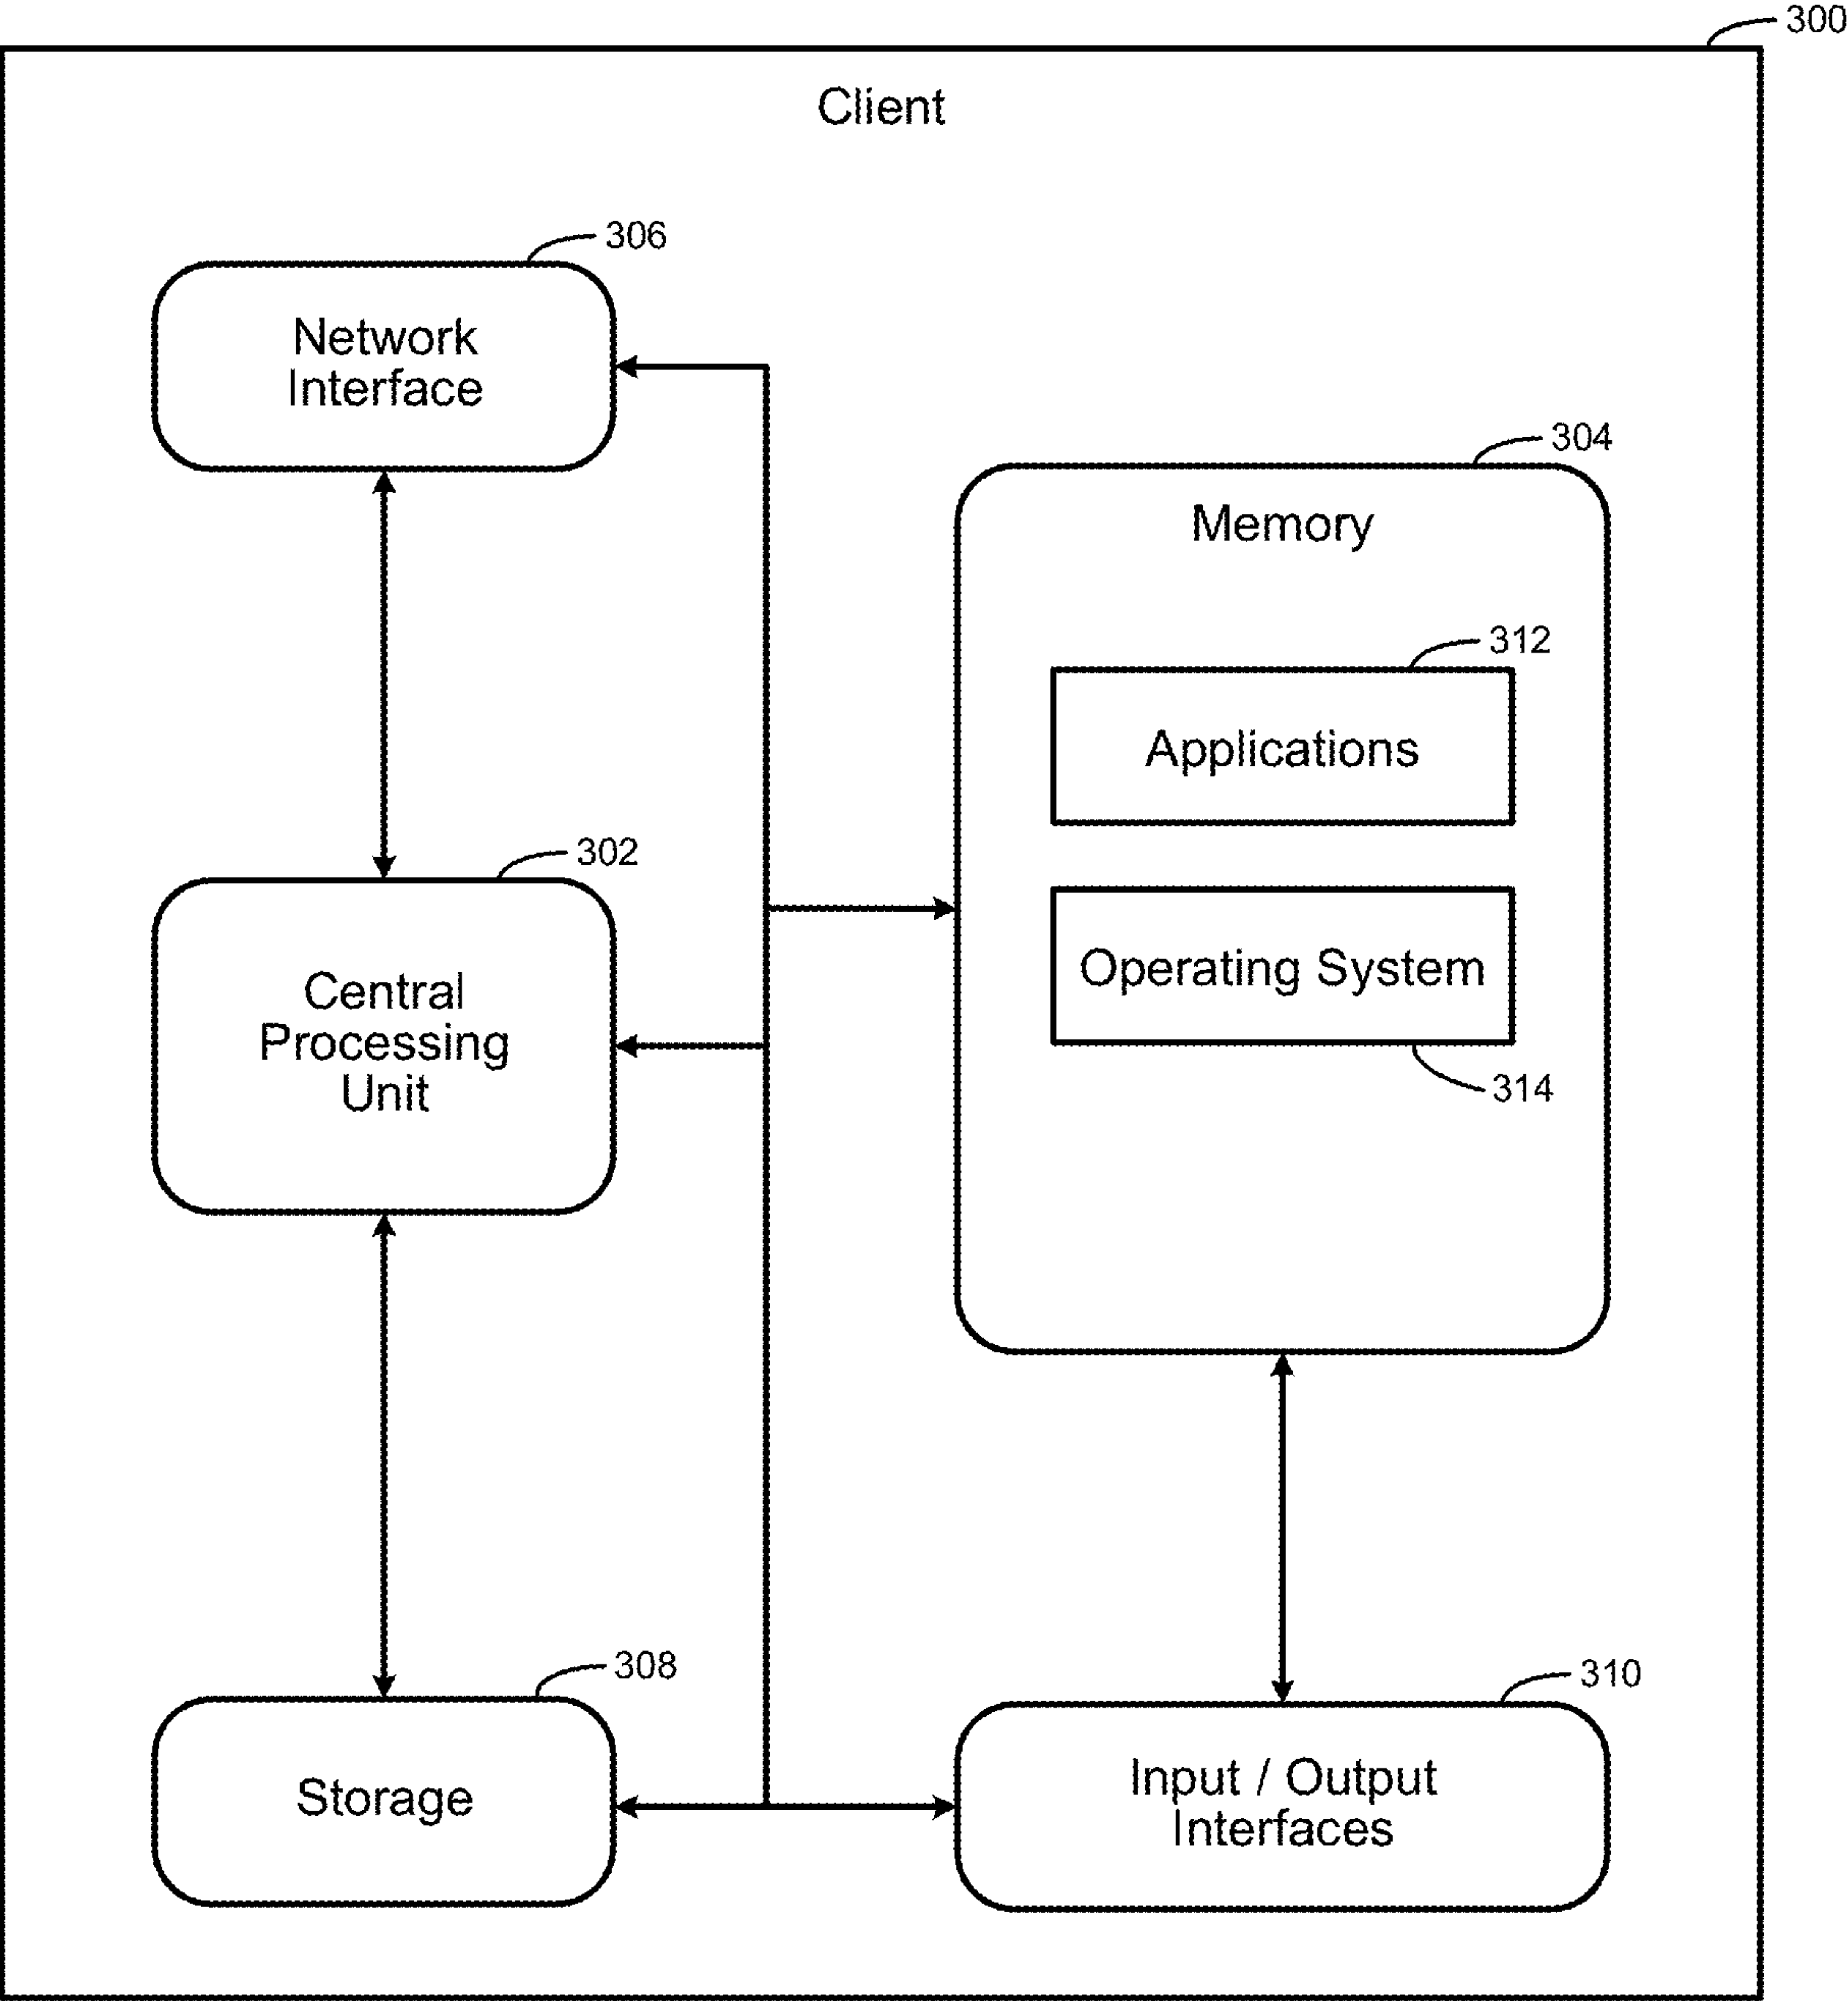 300
Client
306
Network
Interface
304
Memory
312
Applications
302
Central
Processing
Unit
Operating System
314
308
Storage
310
Input / Output
Interfaces